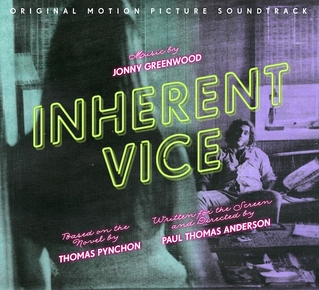 ORIGINAL MOTION PICTURE SOUNDTRACK
Music by
JONNY GREENWOOD
INHERENT
VICE
Based on the
Novel by
THOMAS PYNCHON
Written for the Screen
and Directed by
PAUL THOMAS ANDERSON